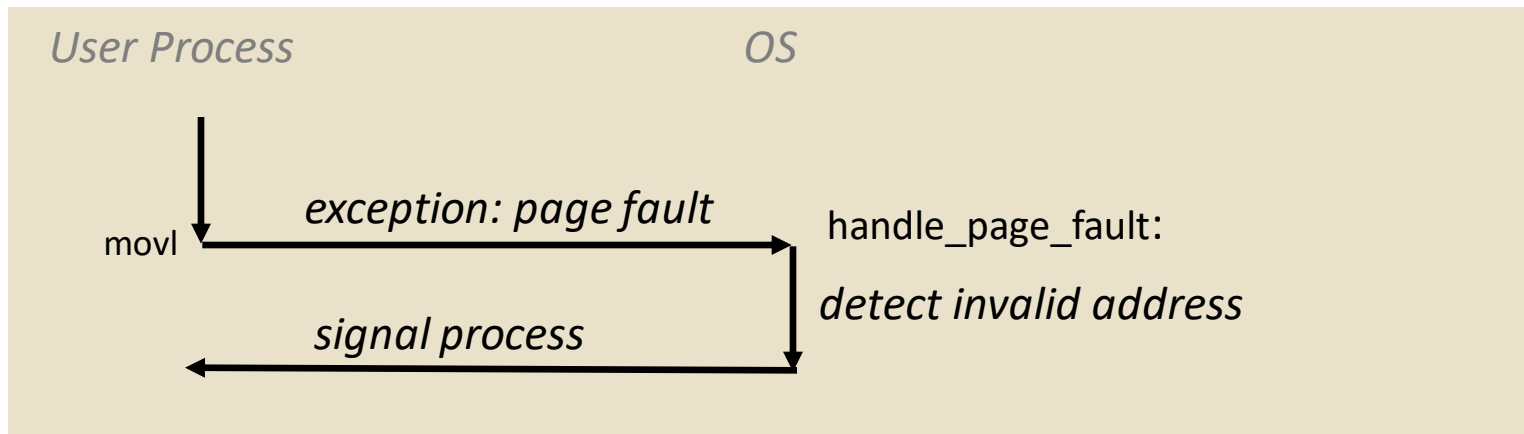 User Process
OS
exception: page fault
movl
handle_page_fault:
detect invalid address
signal process